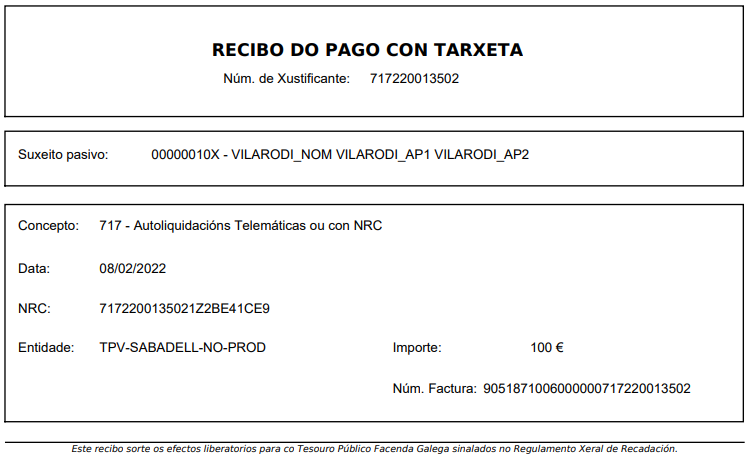 RECIBO DO PAGO CON TARXETA
Núm. de Xustificante: 717220013502
Suxeito pasivo: 00000010X - VILARODI_NOM VILARODI_AP1 VILARODI_AP2
Concepto: 717 - Autoliquidacións Telemáticas ou con NRC
Data: 08/02/2022
NRC: 7172200135021Z2BE41CE9
Entidade: TPV-SABADELL-NO-PROD Importe: 100 €
Núm. Factura: 9051871006000000717220013502
Este recibo sorte os efectos liberatorios para co Tesouro Público Facenda Galega sinalados no Regulamento Xeral de Recadación.